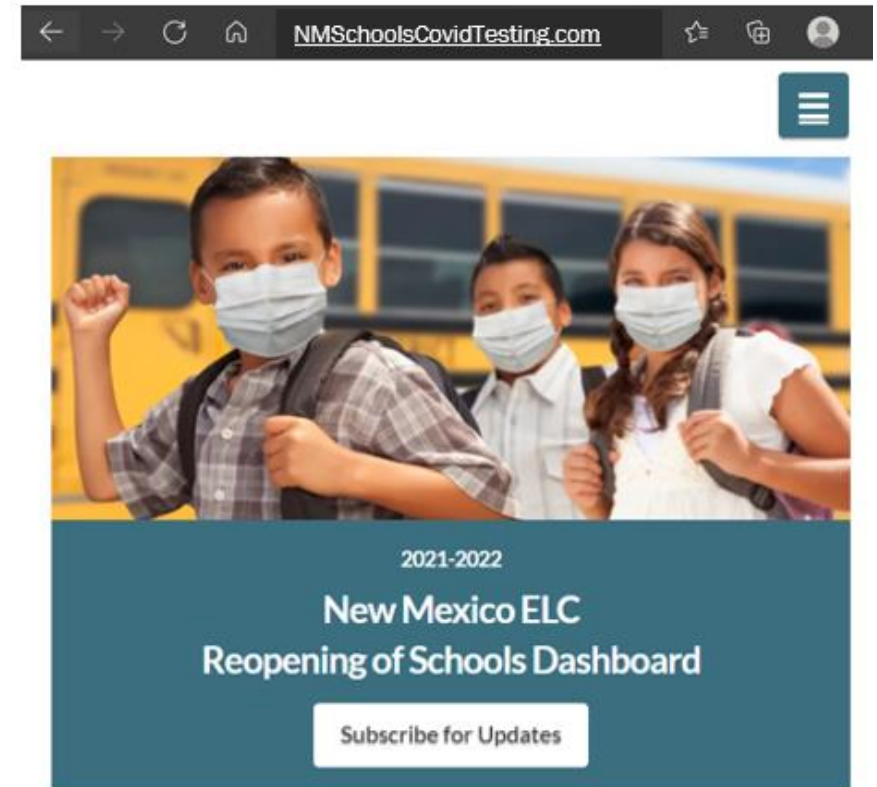 NMSchoolsCovidTesting.com
2021-2022
New Mexico ELC
Reopening of Schools Dashboard
Subscribe for Updates